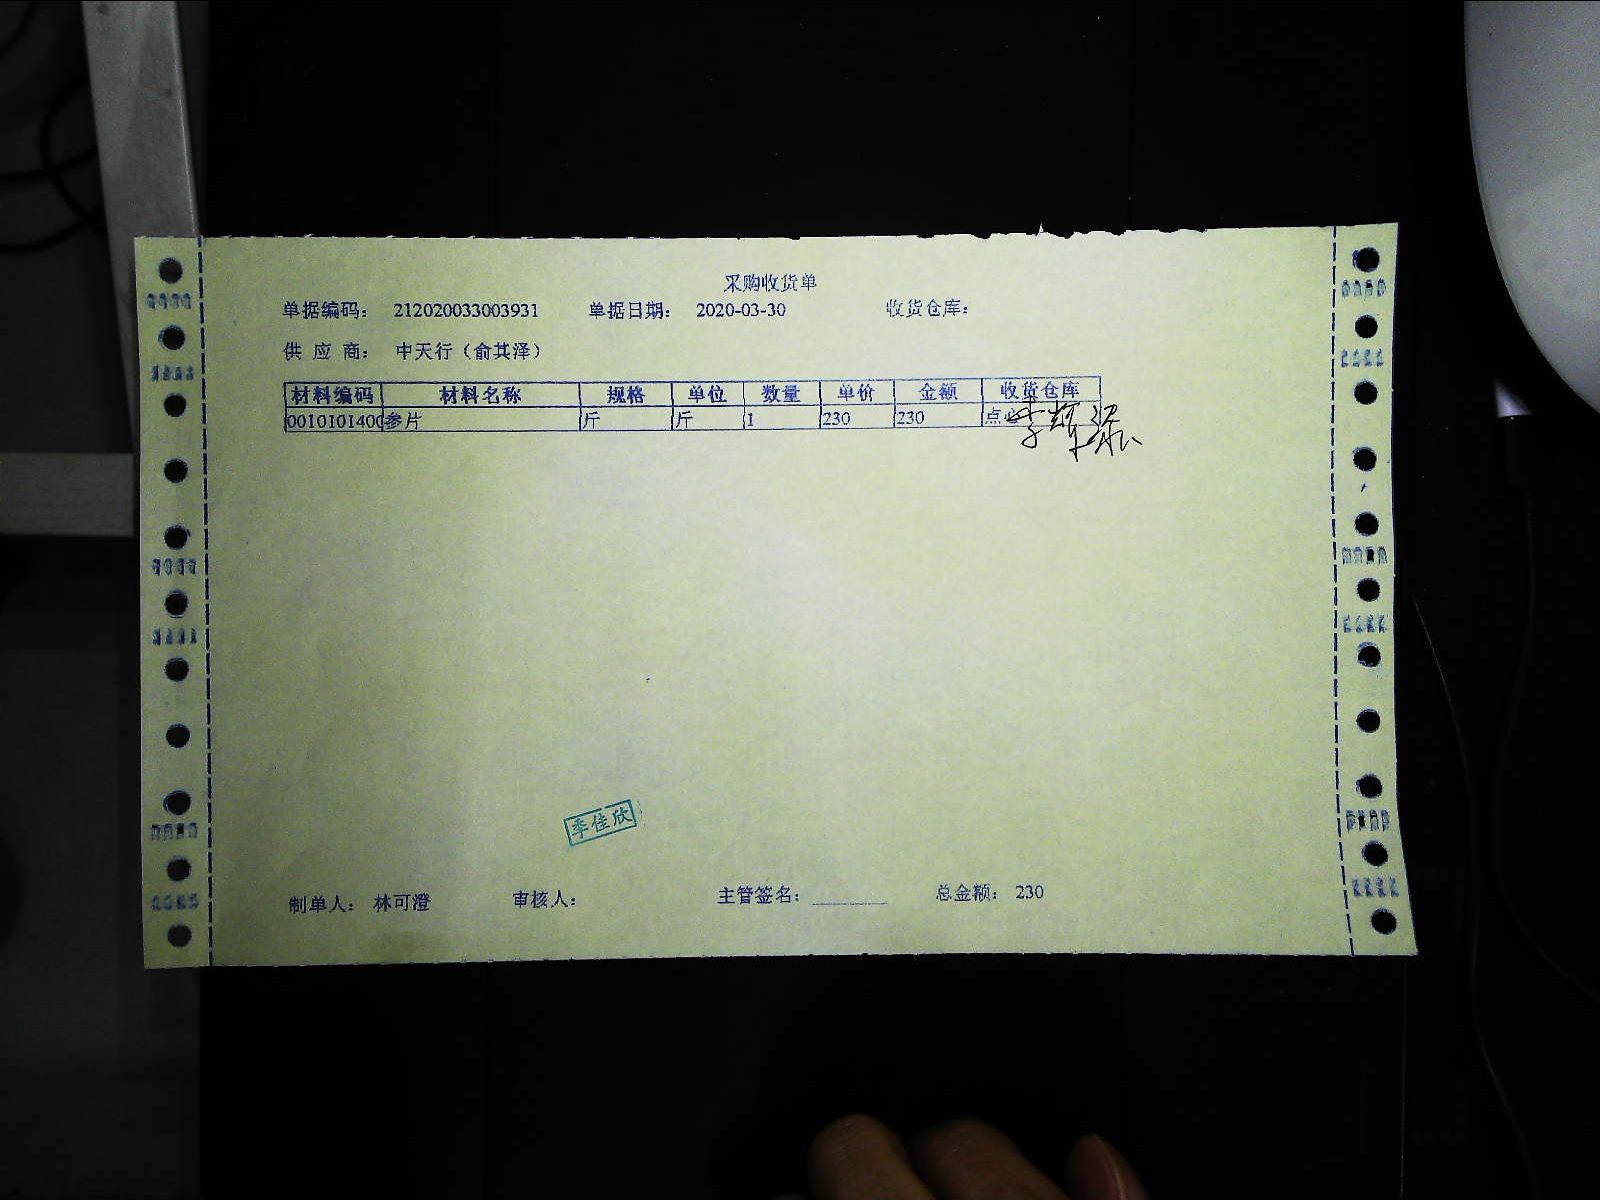 采购收货单
单据编码： 212020033003931 单据日期： 2020-03-30 收货仓库：
供 应 商： 中天行（俞其泽）
材料编码 材料名称 规格 单位 数量 单价 金额 收货仓库
0010101400 参片 斤 斤 1 230 230 点
季佳欣
制单人： 林可澄 审核人： 主管签名： ________ 总金额： 230